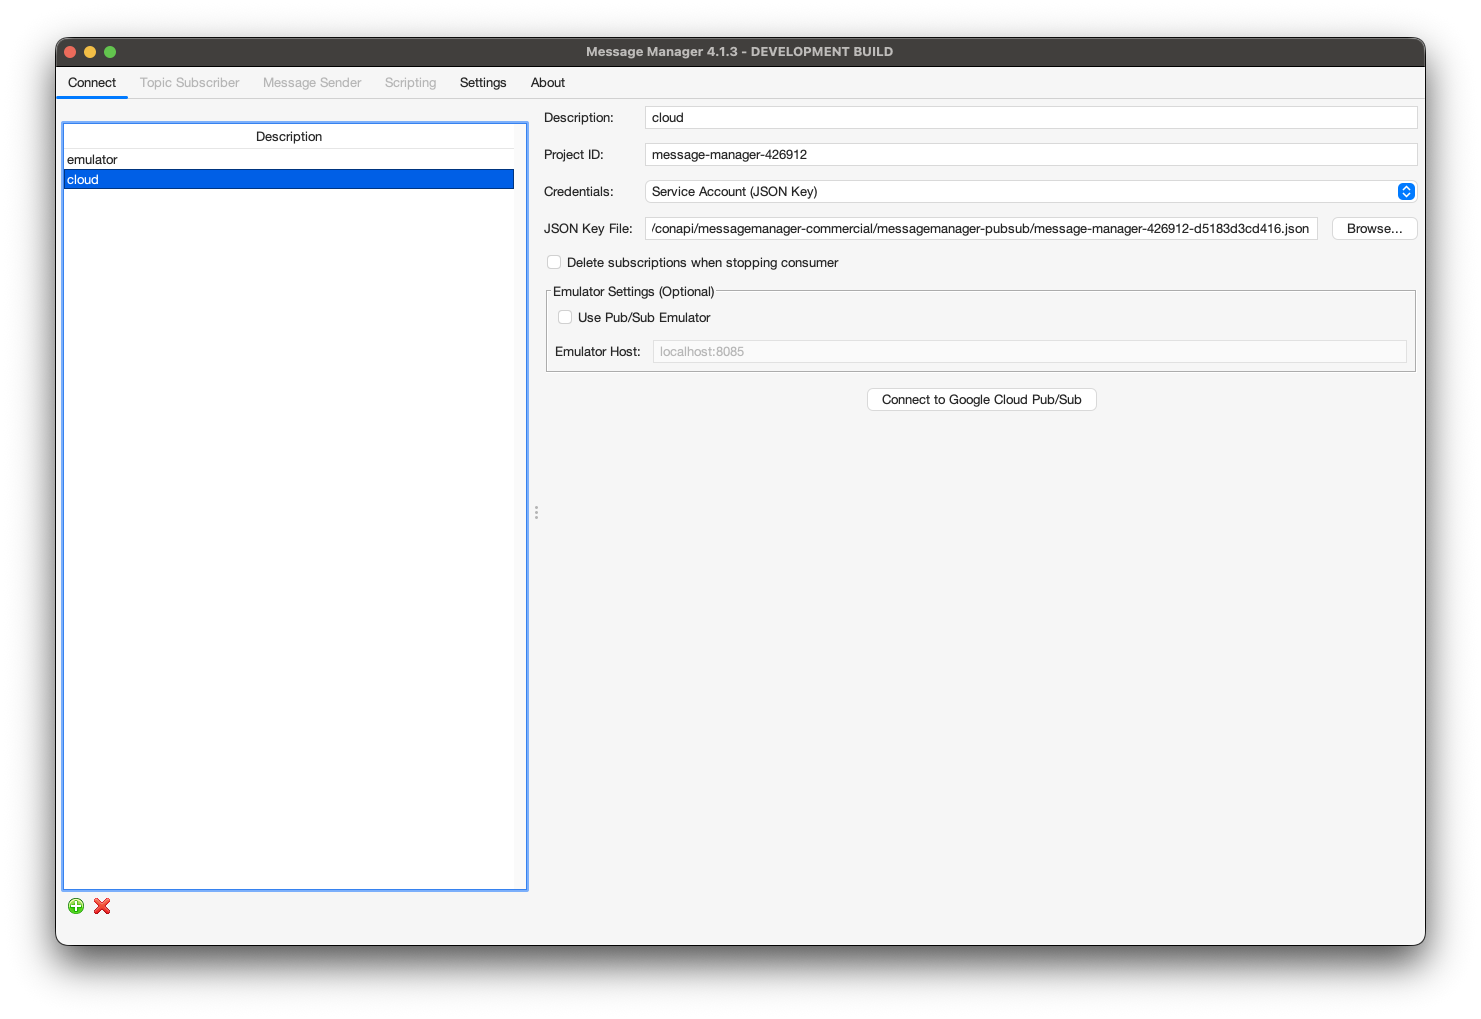 Message Manager 4.1.3 - DEVELOPMENT BUILD
Connect Topic Subscriber Message Sender Scripting Settings About
Description
emulator
cloud
Description: cloud
Project ID: message-manager-426912
Credentials: Service Account (JSON Key)
JSON Key File: /conapi/messagemanager-commercial/messagemanager-pubsub/message-manager-426912-d5183d3cd416.json Browse...
Delete subscriptions when stopping consumer
Emulator Settings (Optional)
Use Pub/Sub Emulator
Emulator Host: localhost:8085
Connect to Google Cloud Pub/Sub